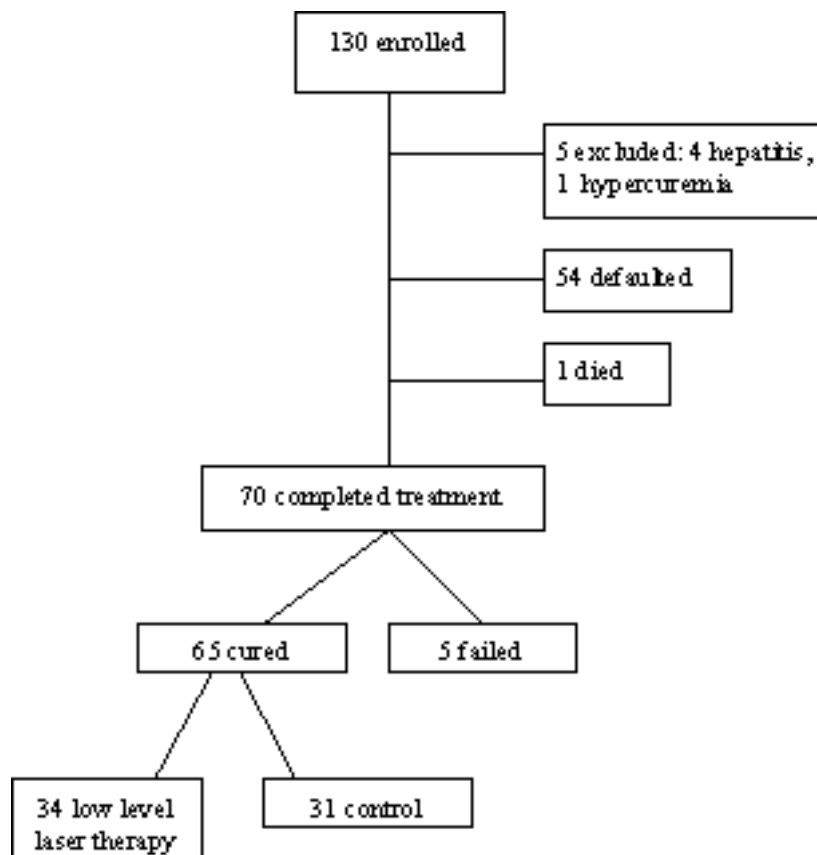 130 enrolled
5 excluded: 4 hepatitis,
1 hypercuremia
54 defaulted
1 died
70 completed treatment
65 cured
5 failed
34 low level
laser therapy
31 control